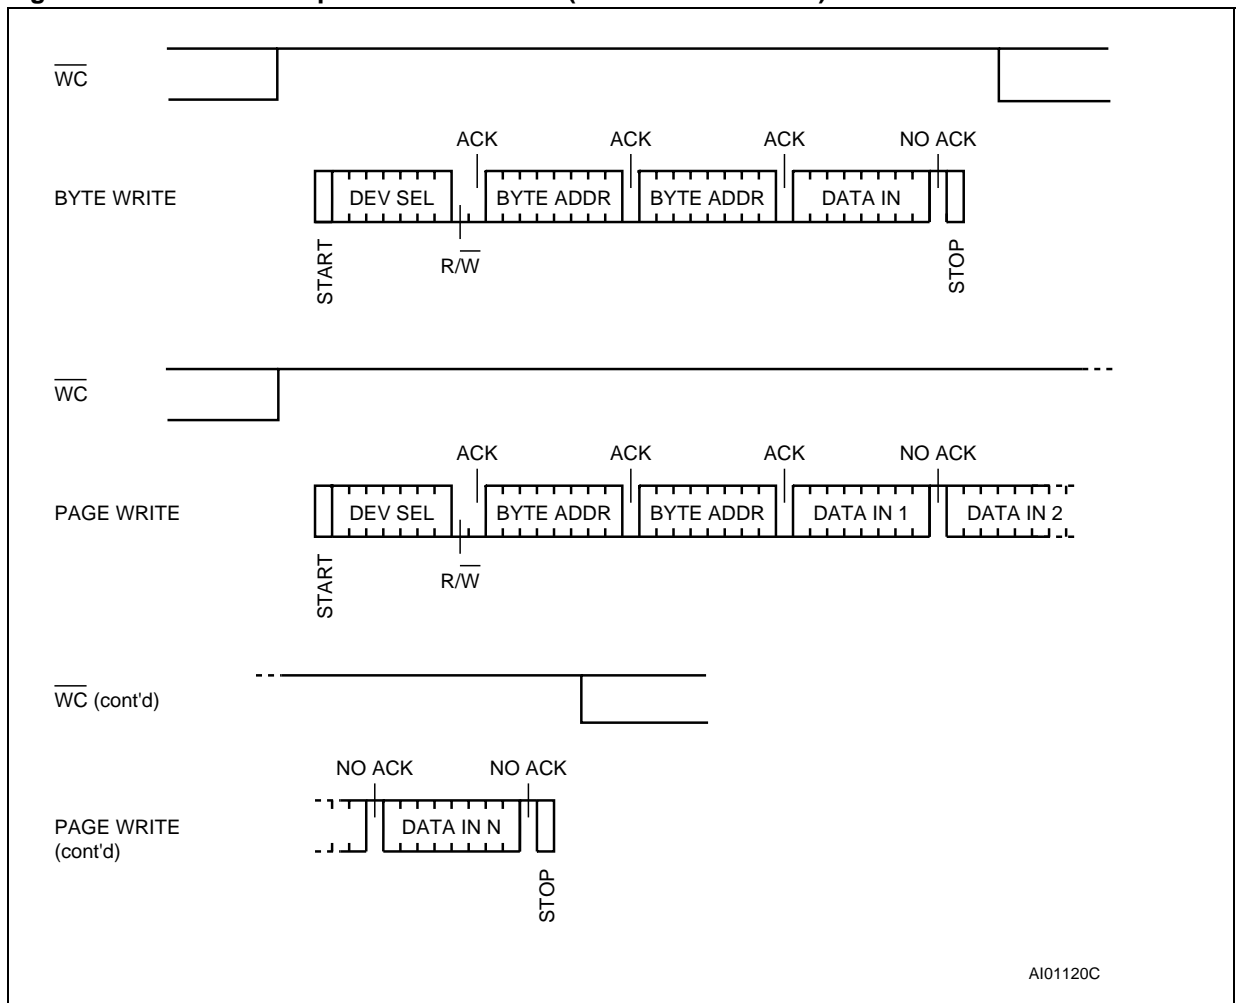 WC
ACK ACK ACK NO ACK
BYTE WRITE DEV SEL BYTE ADDR BYTE ADDR DATA IN
R/W
START STOP
WC
ACK ACK ACK NO ACK
PAGE WRITE DEV SEL BYTE ADDR BYTE ADDR DATA IN 1 DATA IN 2
R/W
START
WC (cont'd)
NO ACK NO ACK
PAGE WRITE DATA IN N
(cont'd)
STOP
AI01120C